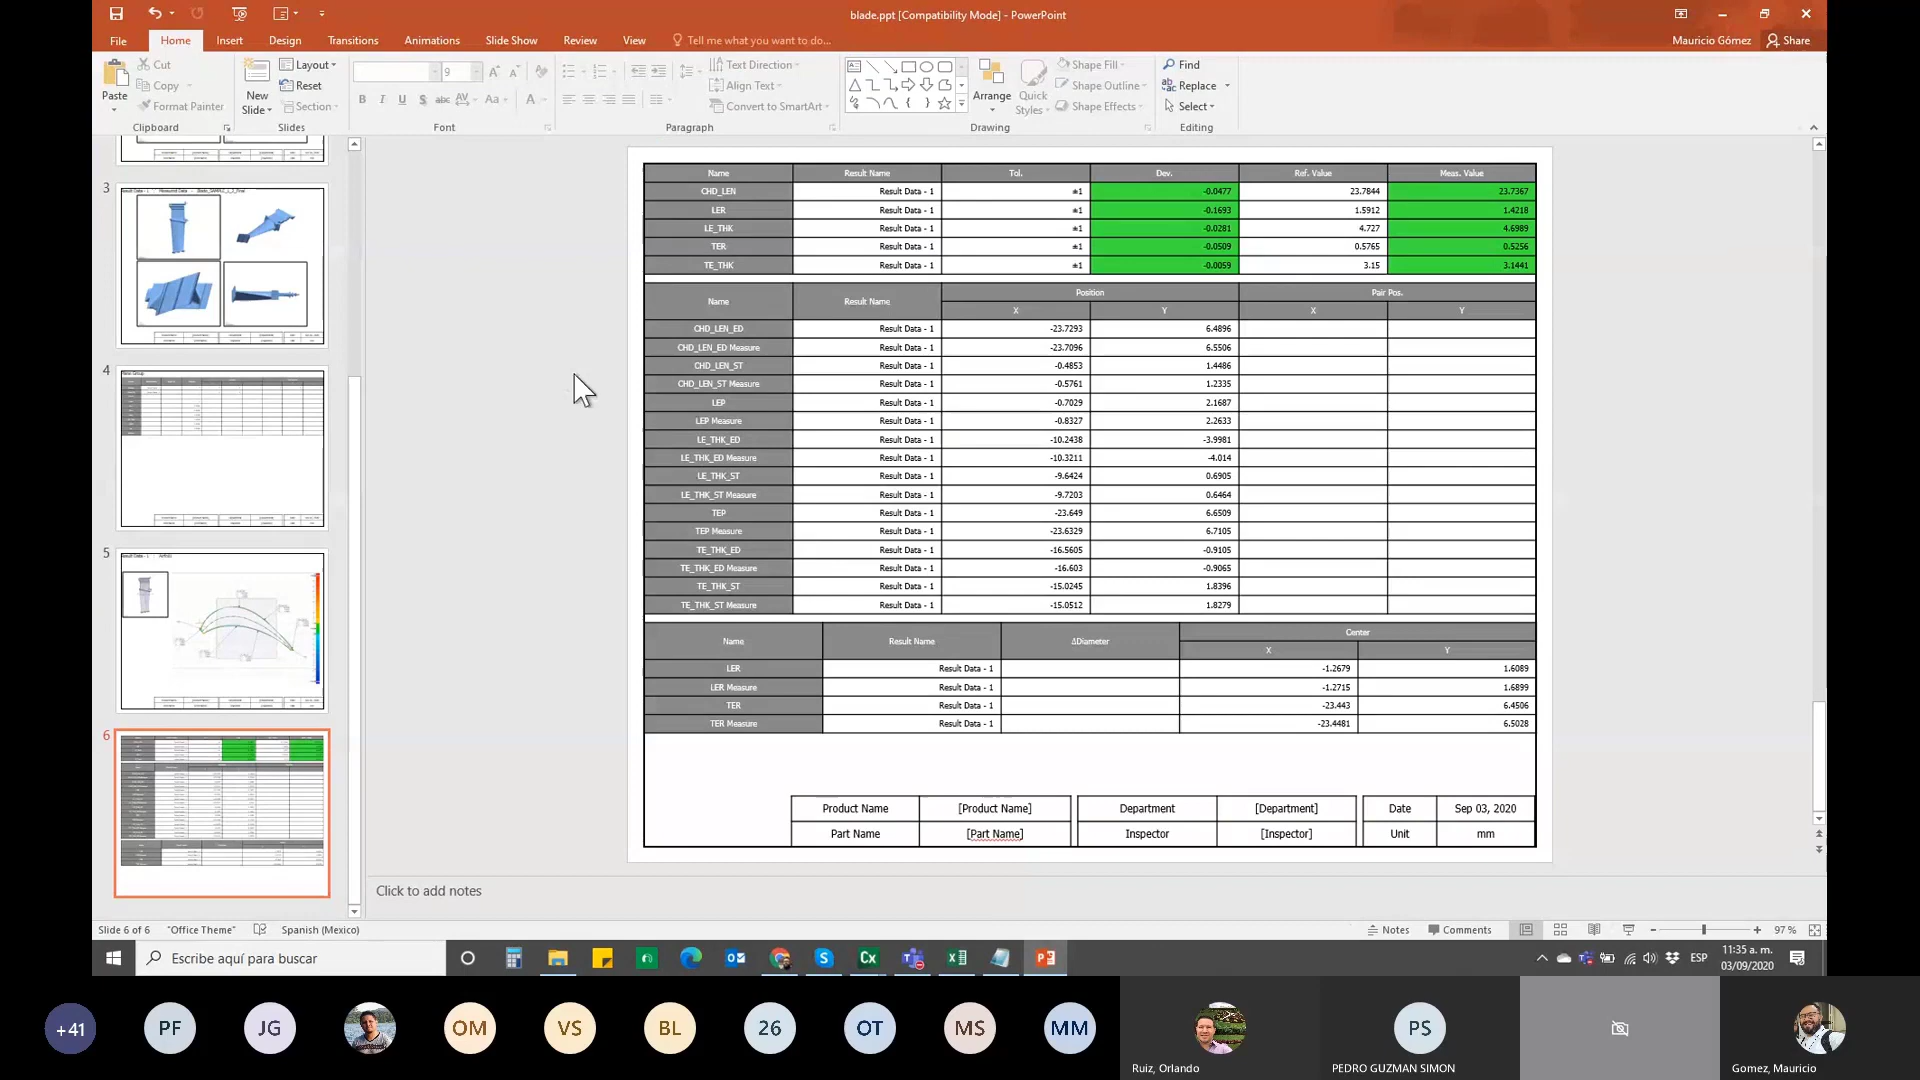 blade.ppt [Compatibility Mode] - PowerPoint
File Home Insert Design Transitions Animations Slide Show Review View Tell me what you want to do... Mauricio Gómez Share
Paste Cut Copy Format Painter
Clipboard
New Slide Layout Reset Section
Slides
9
B I U S abc AV Aa A
Font
Text Direction
Align Text
Convert to SmartArt
Paragraph
Arrange Quick Styles Shape Fill Shape Outline Shape Effects
Drawing
Find
Replace
Select
Editing
3
4
5
6
Name Result Name Tol. Dev. Ref. Value Meas. Value
CHD_LEN Result Data - 1 ±1 -0.0477 23.7844 23.7367
LER Result Data - 1 ±1 -0.1693 1.5912 1.4218
LE_THK Result Data - 1 ±1 -0.0281 4.727 4.6989
TER Result Data - 1 ±1 -0.0509 0.5765 0.5256
TE_THK Result Data - 1 ±1 -0.0059 3.15 3.1441
Name Result Name Position Pair Pos.
X Y X Y
CHD_LEN_ED Result Data - 1 -23.7293 6.4896
CHD_LEN_ED Measure Result Data - 1 -23.7096 6.5506
CHD_LEN_ST Result Data - 1 -0.4853 1.4486
CHD_LEN_ST Measure Result Data - 1 -0.5761 1.2335
LEP Result Data - 1 -0.7029 2.1687
LEP Measure Result Data - 1 -0.8327 2.2633
LE_THK_ED Result Data - 1 -10.2438 -3.9981
LE_THK_ED Measure Result Data - 1 -10.3211 -4.014
LE_THK_ST Result Data - 1 -9.6424 0.6905
LE_THK_ST Measure Result Data - 1 -9.7203 0.6464
TEP Result Data - 1 -23.649 6.6509
TEP Measure Result Data - 1 -23.6329 6.7105
TE_THK_ED Result Data - 1 -16.5605 -0.9105
TE_THK_ED Measure Result Data - 1 -16.603 -0.9065
TE_THK_ST Result Data - 1 -15.0245 1.8396
TE_THK_ST Measure Result Data - 1 -15.0512 1.8279
Name Result Name ΔDiameter Center
X Y
LER Result Data - 1 -1.2679 1.6089
LER Measure Result Data - 1 -1.2715 1.6899
TER Result Data - 1 -23.443 6.4506
TER Measure Result Data - 1 -23.4481 6.5028
Product Name [Product Name] Department [Department] Date Sep 03, 2020
Part Name [Part Name] Inspector [Inspector] Unit mm
Click to add notes
Slide 6 of 6 "Office Theme" Spanish (Mexico) Notes Comments 97 %
Escribe aquí para buscar
ESP 11:35 a. m.
03/09/2020
+41 PF JG OM VS BL 26 OT MS MM PS
Ruiz, Orlando PEDRO GUZMAN SIMON Gomez, Mauricio